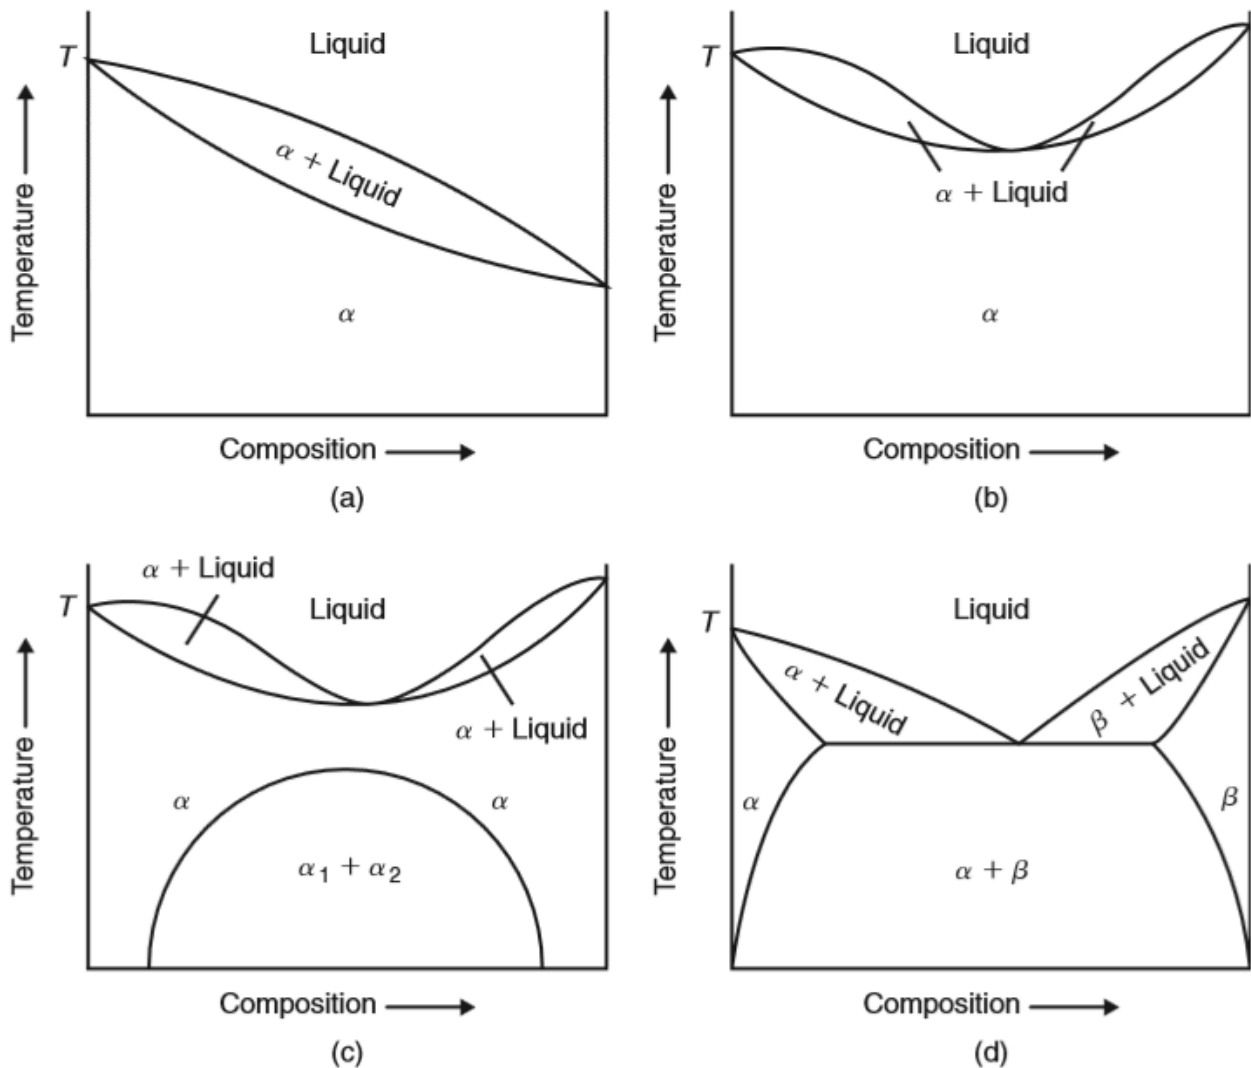 T
Liquid
α + Liquid
α
Temperature
Composition
(a)
T
Liquid
α + Liquid
α
Temperature
Composition
(b)
α + Liquid
T
Liquid
α + Liquid
α
α
α1 + α2
Temperature
Composition
(c)
T
Liquid
α + Liquid
β + Liquid
α
β
α + β
Temperature
Composition
(d)